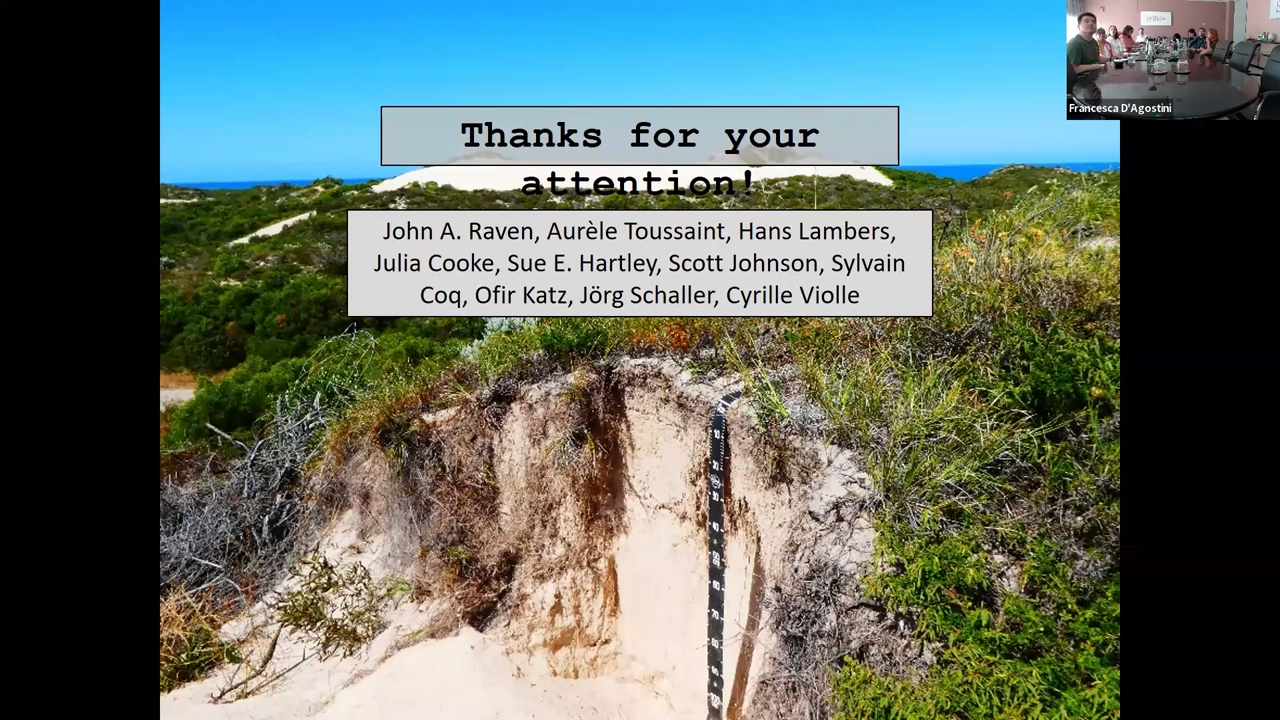 Thanks for your
attention!
John A. Raven, Aurèle Toussaint, Hans Lambers,
Julia Cooke, Sue E. Hartley, Scott Johnson, Sylvain
Coq, Ofir Katz, Jörg Schaller, Cyrille Violle
Francesca D'Agostini